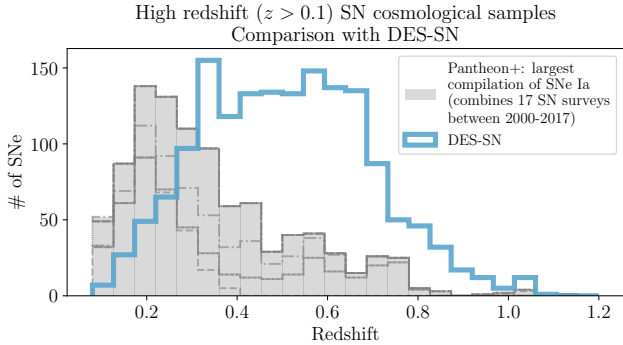 High redshift (z > 0.1) SN cosmological samples
Comparison with DES-SN
150
100
50
0
# of SNe
Pantheon+: largest
compilation of SNe Ia
(combines 17 SN surveys
between 2000-2017)
DES-SN
0.2
0.4
0.6
0.8
1.0
1.2
Redshift